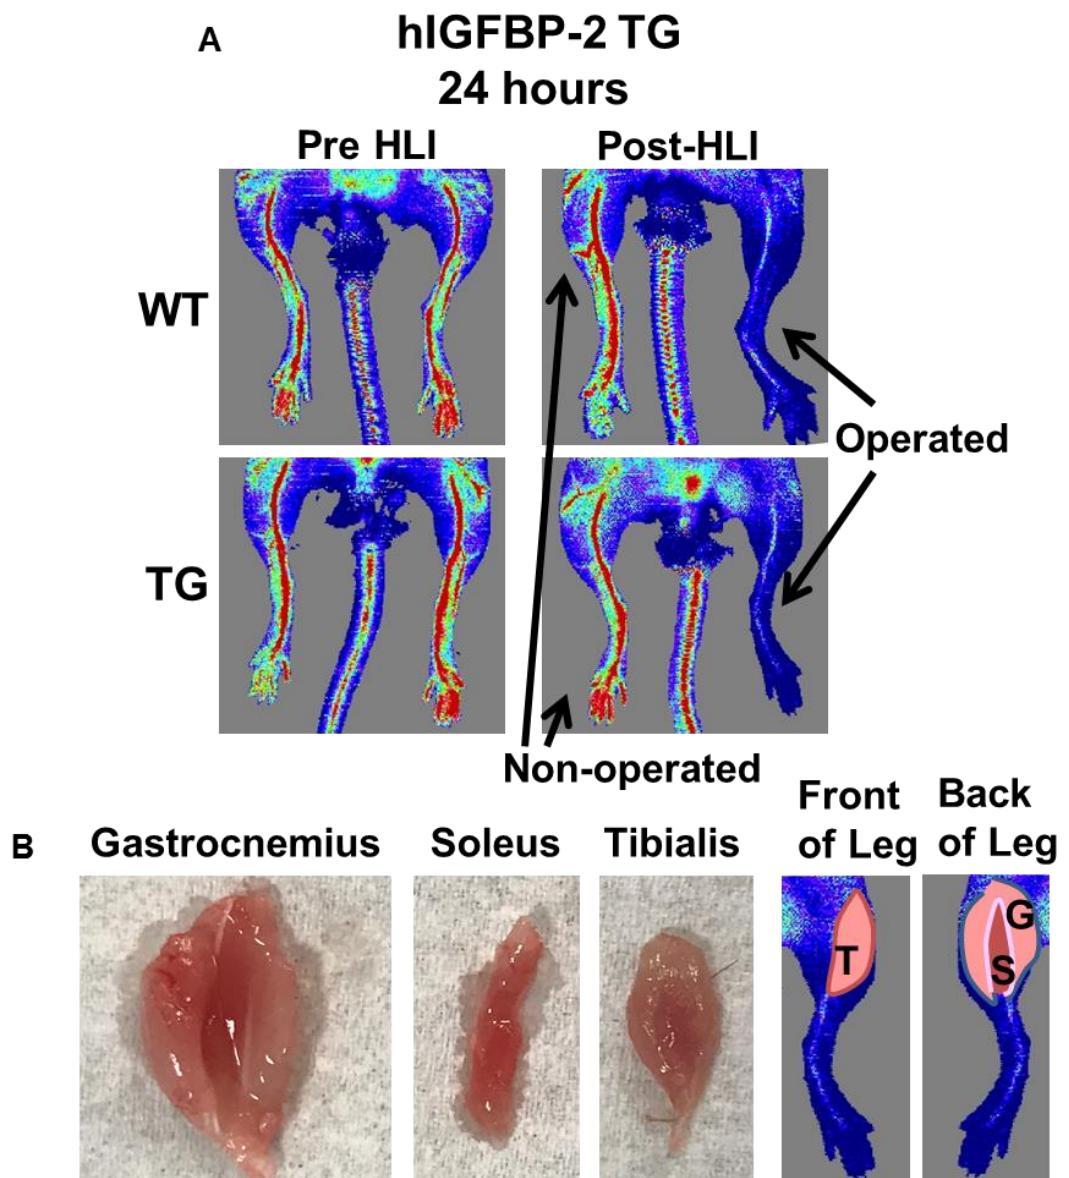 A
hIGFBP-2 TG
24 hours
Pre HLI
Post-HLI
WT
Operated
TG
Non-operated
B
Gastrocnemius
Soleus
Tibialis
Front
of Leg
Back
of Leg
T
G
S